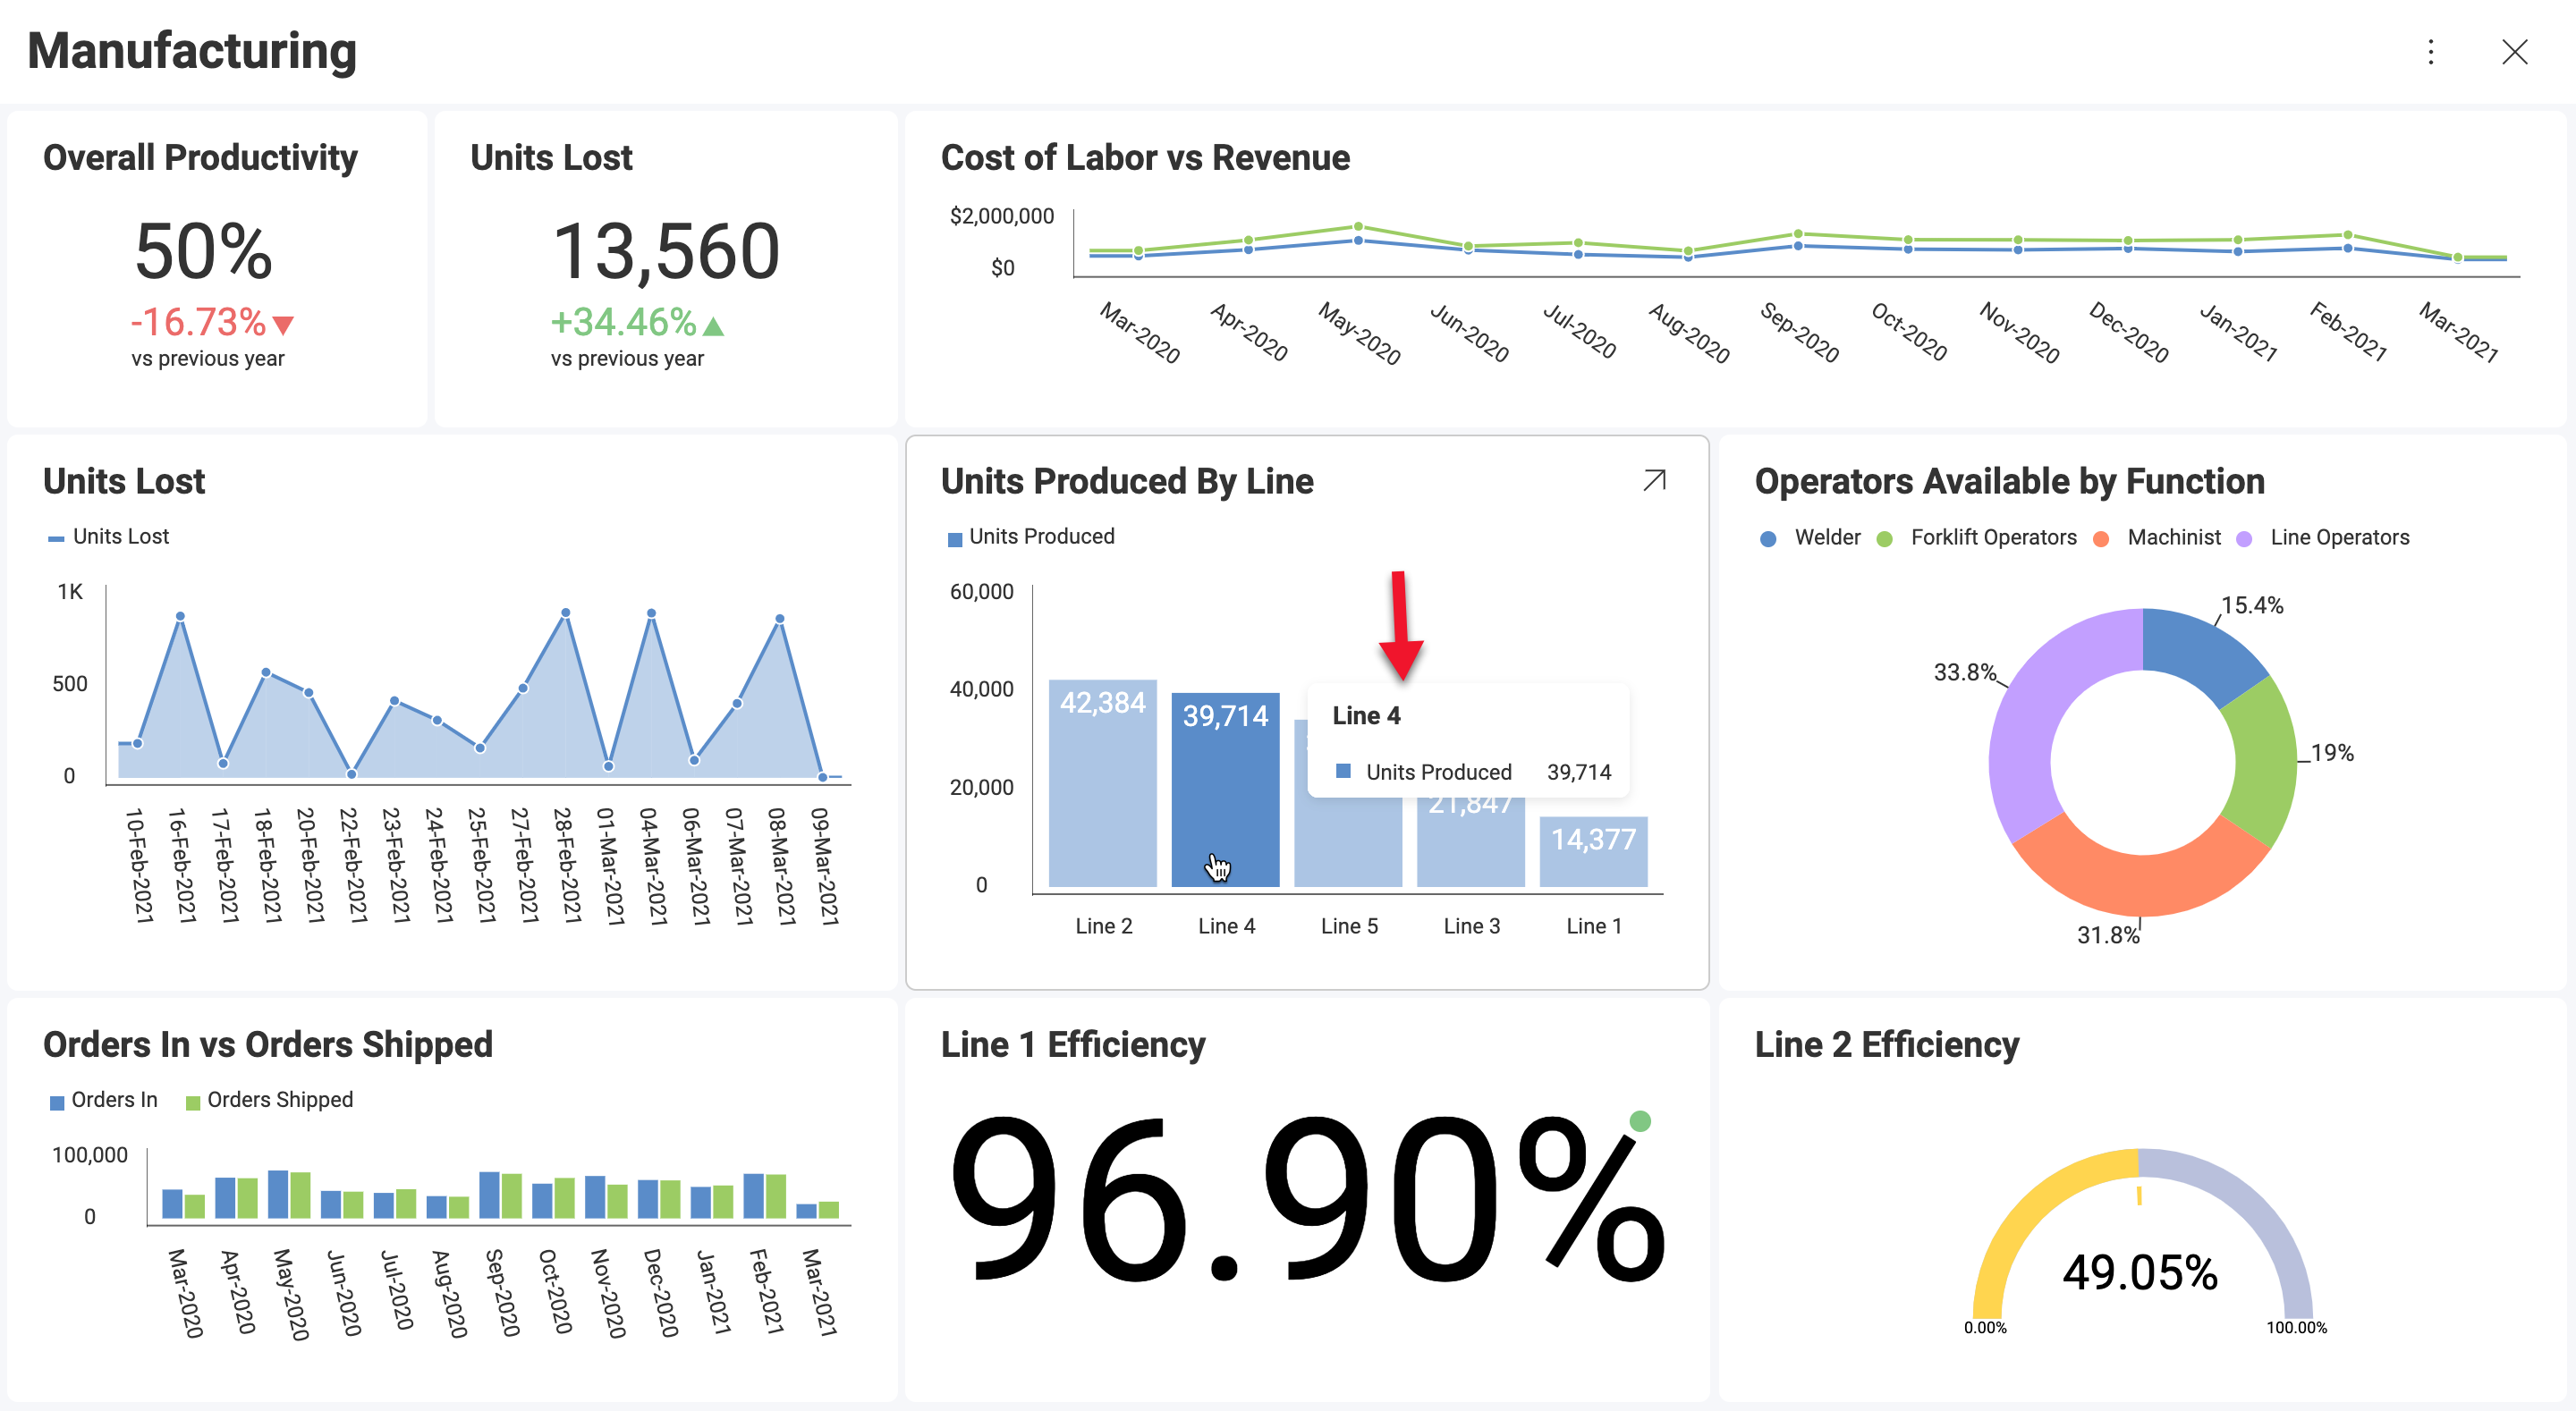 Manufacturing
Overall Productivity
50%
-16.73%
vs previous year
Units Lost
13,560
+34.46%
vs previous year
Cost of Labor vs Revenue
$2,000,000
$0
Mar-2020
Apr-2020
May-2020
Jun-2020
Jul-2020
Aug-2020
Sep-2020
Oct-2020
Nov-2020
Dec-2020
Jan-2021
Feb-2021
Mar-2021
Units Lost
Units Lost
1K
500
0
10-Feb-2021
16-Feb-2021
17-Feb-2021
18-Feb-2021
20-Feb-2021
22-Feb-2021
23-Feb-2021
24-Feb-2021
25-Feb-2021
27-Feb-2021
28-Feb-2021
01-Mar-2021
04-Mar-2021
06-Mar-2021
07-Mar-2021
08-Mar-2021
09-Mar-2021
Units Produced By Line
Units Produced
60,000
40,000
20,000
0
42,384
39,714
21,847
14,377
Line 4
Units Produced 39,714
Line 2
Line 4
Line 5
Line 3
Line 1
Operators Available by Function
Welder Forklift Operators Machinist Line Operators
15.4%
33.8%
19%
31.8%
Orders In vs Orders Shipped
Orders In Orders Shipped
100,000
0
Mar-2020
Apr-2020
May-2020
Jun-2020
Jul-2020
Aug-2020
Sep-2020
Oct-2020
Nov-2020
Dec-2020
Jan-2021
Feb-2021
Mar-2021
Line 1 Efficiency
96.90%
Line 2 Efficiency
49.05%
0.00%
100.00%